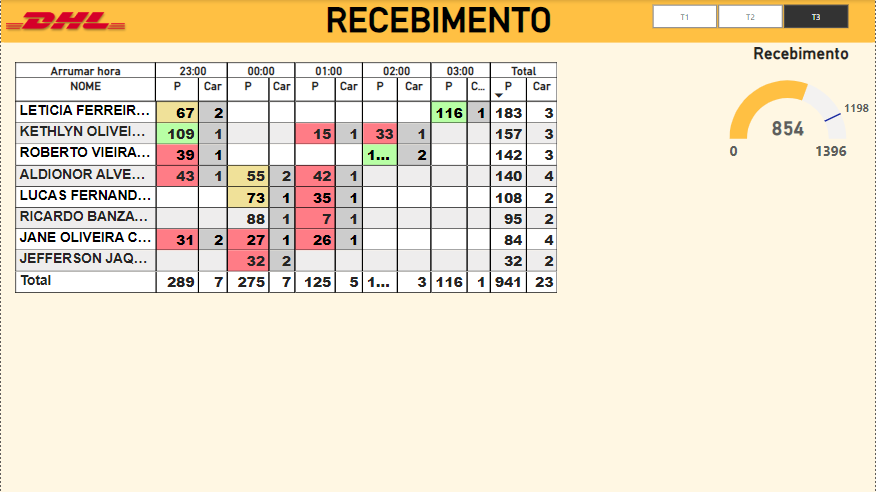 DHL
RECEBIMENTO
T1 T2 T3
Recebimento
Arrumar hora 23:00 00:00 01:00 02:00 03:00 Total
NOME P Car P Car P Car P Car P C... P Car
LETICIA FERREIR... 67 2 116 1 183 3
KETHLYN OLIVEI... 109 1 15 1 33 1 157 3
ROBERTO VIEIRA... 39 1 1... 2 142 3
ALDIONOR ALVE... 43 1 55 2 42 1 140 4
LUCAS FERNAND... 73 1 35 1 108 2
RICARDO BANZA... 88 1 7 1 95 2
JANE OLIVEIRA C... 31 2 27 1 26 1 84 4
JEFFERSON JAQ... 32 2 32 2
Total 289 7 275 7 125 5 1... 3 116 1 941 23
1198
854
0 1396